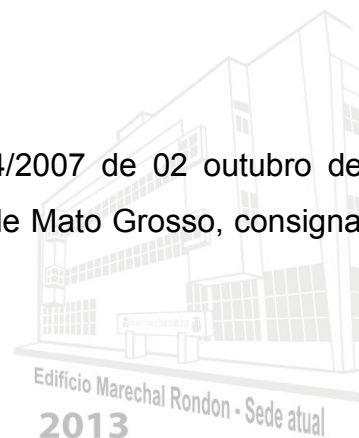 4/2007 de 02 outubro de
de Mato Grosso, consigna
Edifício Marechal Rondon - Sede atual
2013